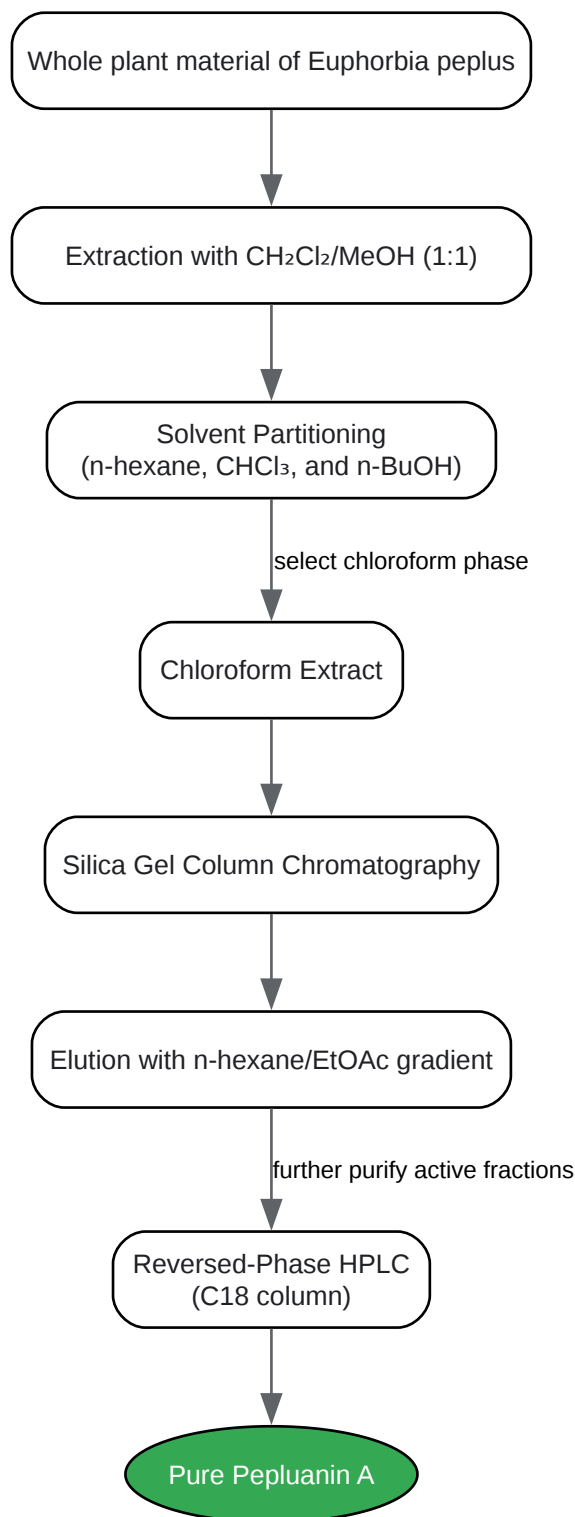 Whole plant material of Euphorbia peplus
Extraction with CH₂Cl₂/MeOH (1:1)
Solvent Partitioning
(n-hexane, CHCl₃, and n-BuOH)
select chloroform phase
Chloroform Extract
Silica Gel Column Chromatography
Elution with n-hexane/EtOAc gradient
further purify active fractions
Reversed-Phase HPLC
(C18 column)
Pure Pepluanin A